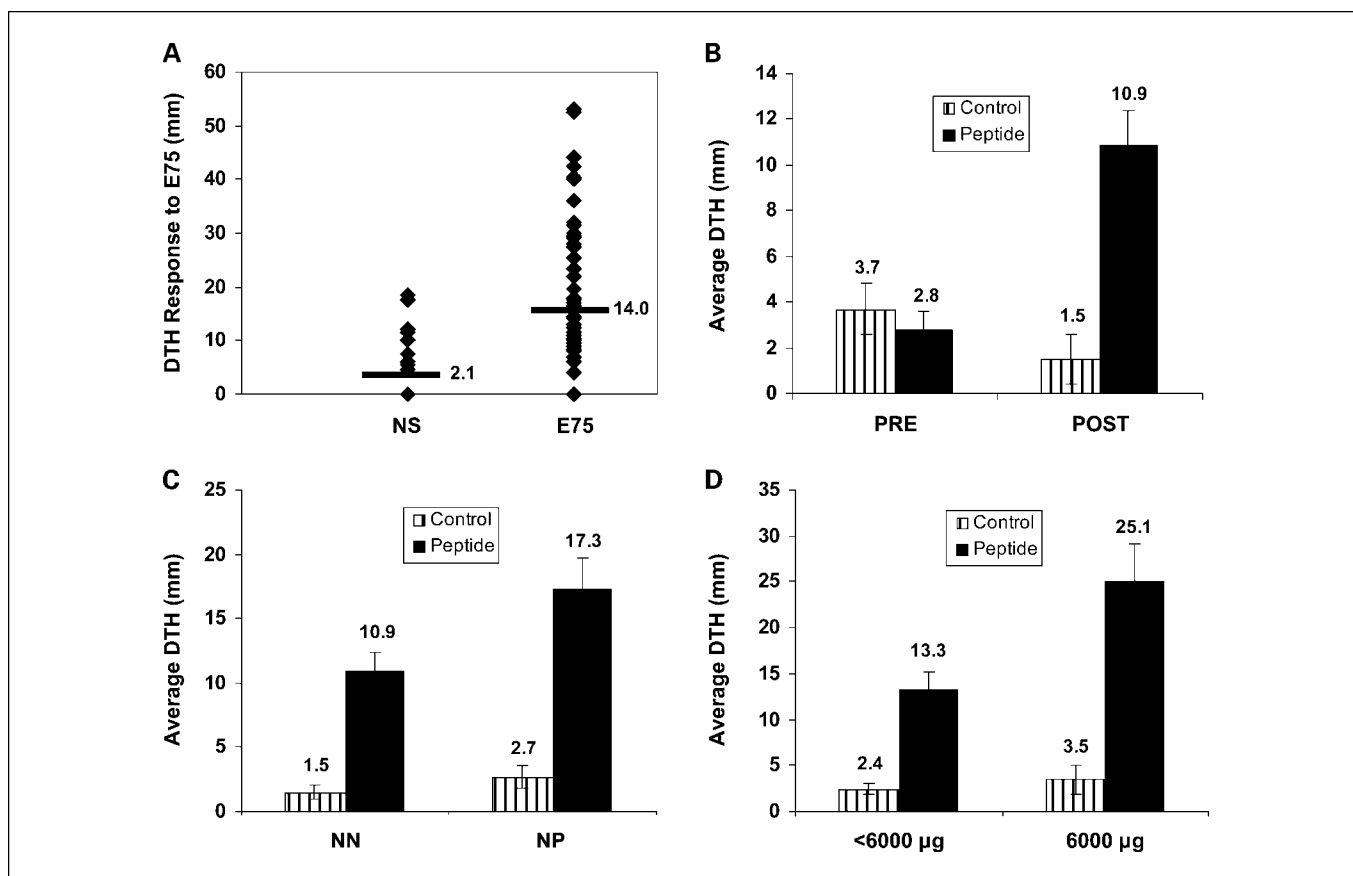 A
DTH Response to E75 (mm)
60
50
40
30
20
10
0
2.1
14.0
NS
E75
B
Average DTH (mm)
14
12
10
8
6
4
2
0
Control
Peptide
3.7
2.8
1.5
10.9
PRE
POST
C
Average DTH (mm)
25
20
15
10
5
0
Control
Peptide
1.5
10.9
2.7
17.3
NN
NP
D
Average DTH (mm)
35
30
25
20
15
10
5
0
Control
Peptide
2.4
13.3
3.5
25.1
<6000 µg
6000 µg